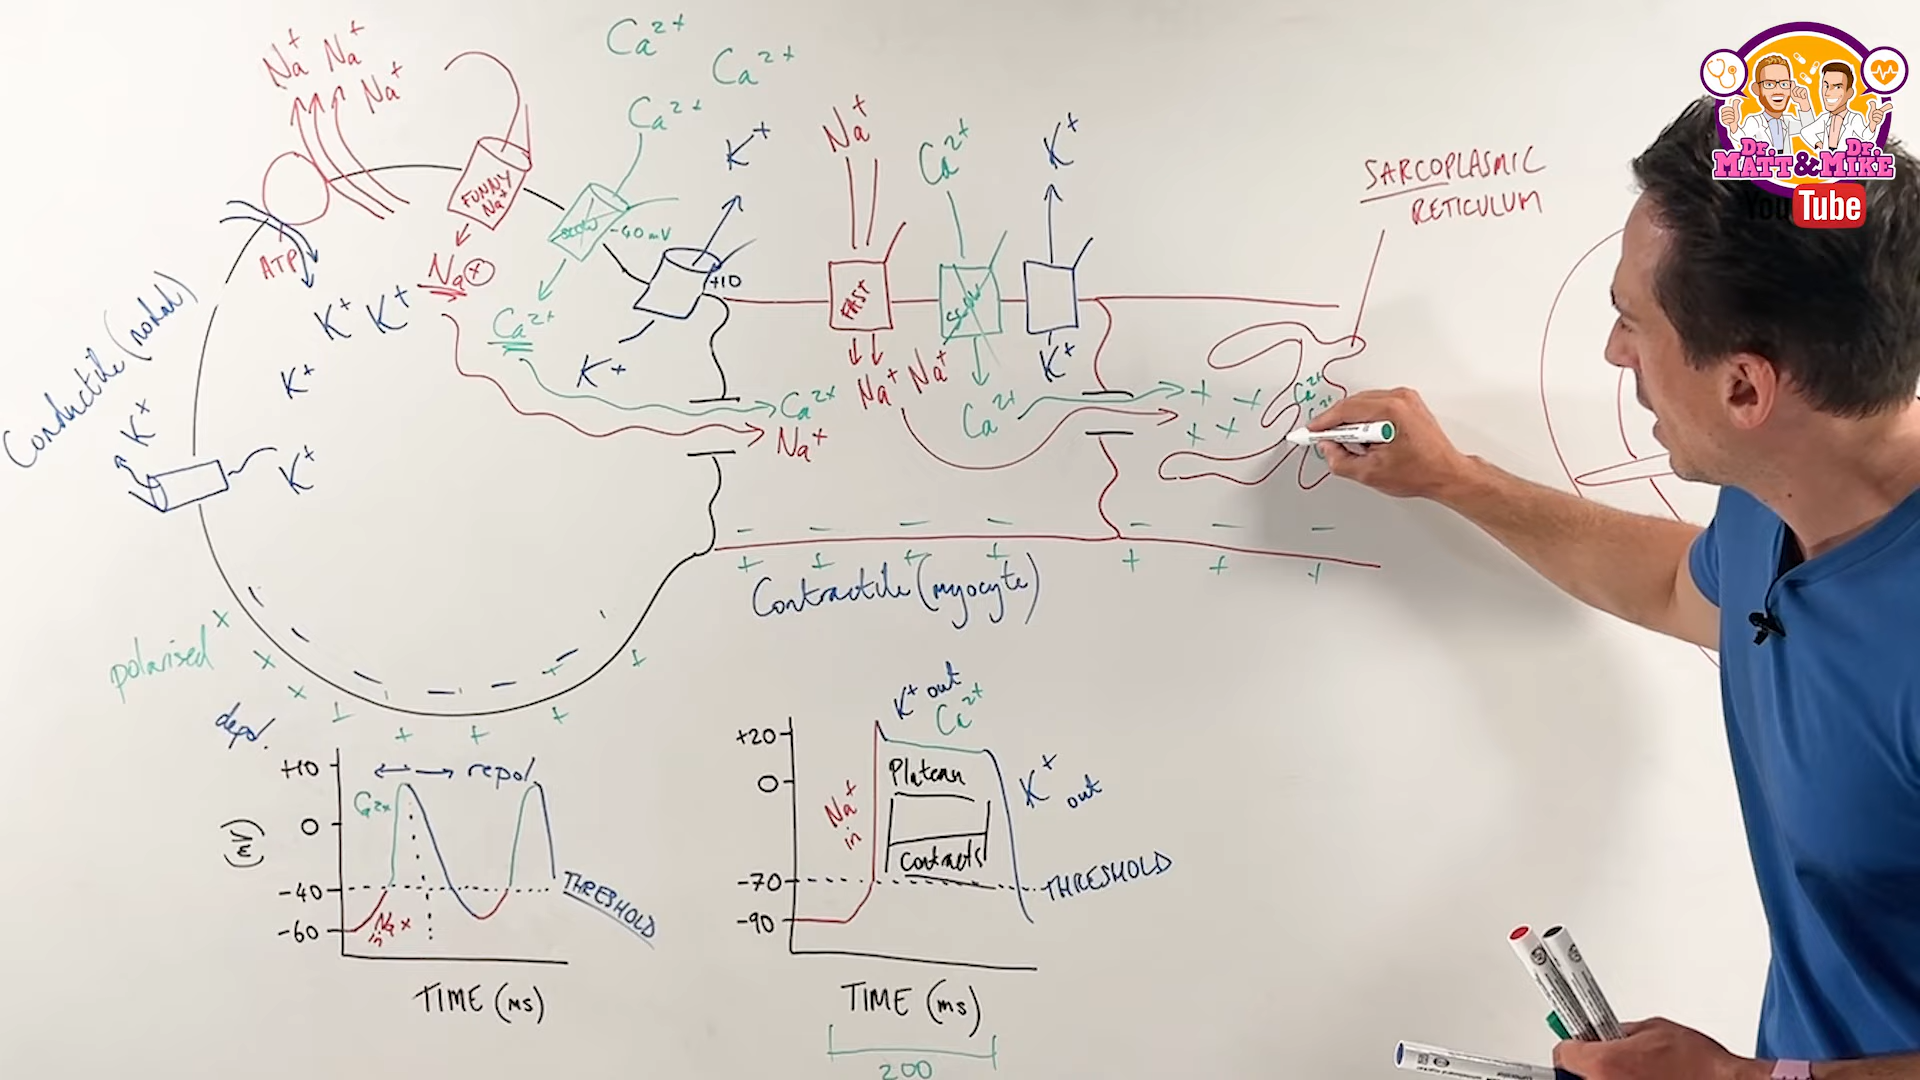 Na+ Na+ Na+
Ca2+
Ca2+
Ca2+
FUNNY
Na+
SLOW
-40mV
K+
+10
Na+
Ca2+
K+
FAST
SLOW
SARCOPLASMIC
RETICULUM
Dr. Dr.
MATT & MIKE
YouTube
ATP
Na+
K+ K+
Ca2+
K+
K+
K+
K+
Conductile (nodal)
Ca2+
Na+
Na+ Na+
Ca2+
K+
+ +
+ +
Ca2+
- - - - - - -
+ + + + + + +
Contractile (myocyte)
polarised
depol.
repol
+10
0
-40
-60
(mV)
Ca2+
Na+
in
THRESHOLD
TIME (ms)
K+ out
Ca2+
+20
0
-70
-90
Na+
in
Plateau
Contracts
K+
out
THRESHOLD
TIME (ms)
200